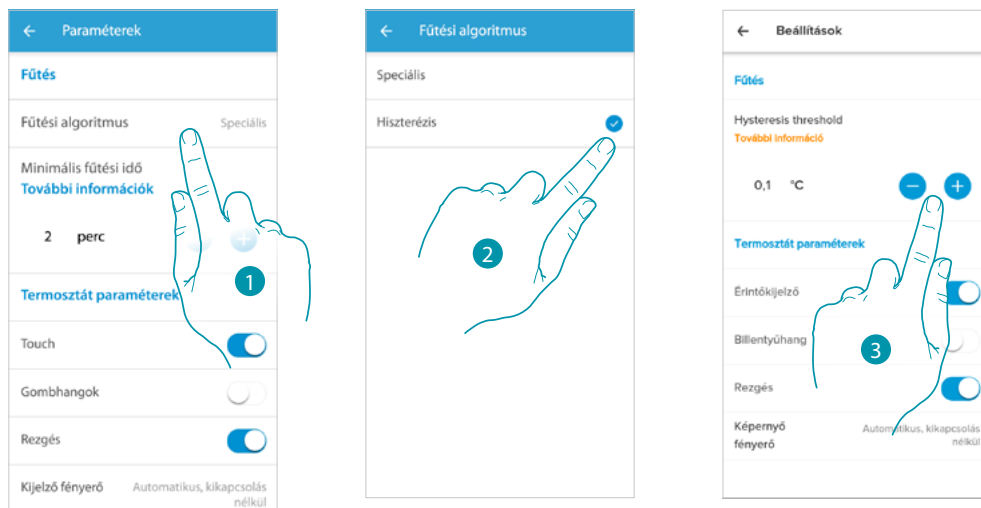 Paraméterek
Fűtés
Fűtési algoritmus
Speciális
Minimális fűtési idő
További információk
2 perc
1
Termosztát paraméterek
Touch
Gombhangok
Rezgés
Kijelző fényerő
Automatikus, kikapcsolás
nélkül
Fűtési algoritmus
Speciális
Hiszterézis
2
Beállítások
Fűtés
Hysteresis threshold
További információ
0,1 °C
Termosztát paraméterek
Érintőkijelző
Billentyűhang
3
Rezgés
Képernyő
fényerő
Automatikus, kikapcsolás
nélkül